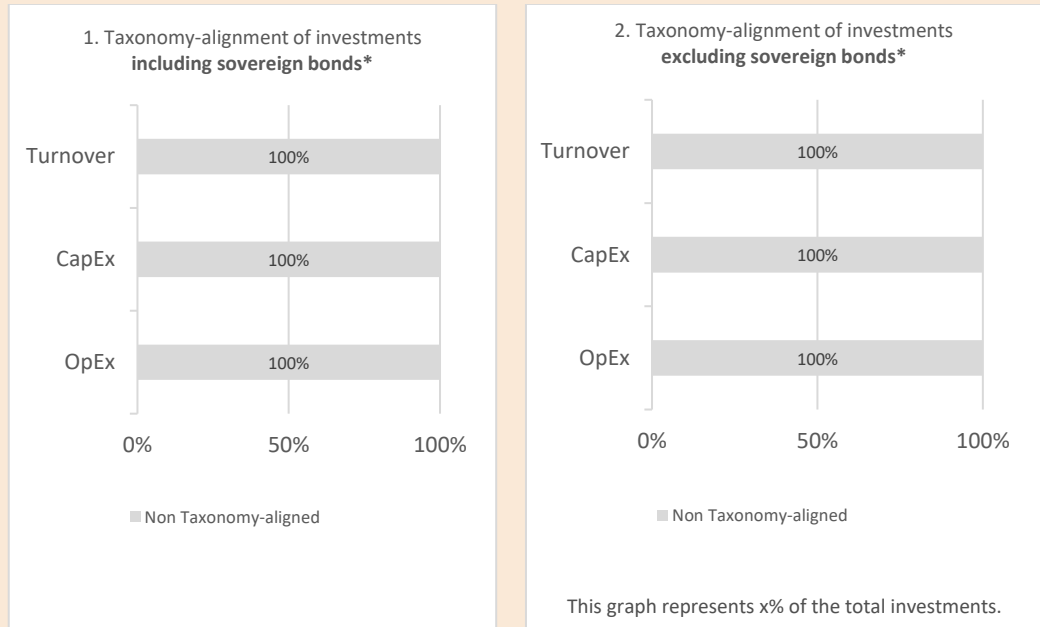 1. Taxonomy-alignment of investments
including sovereign bonds*
Turnover
100%
CapEx
100%
OpEx
100%
0%
50%
100%
Non Taxonomy-aligned
2. Taxonomy-alignment of investments
excluding sovereign bonds*
Turnover
100%
CapEx
100%
OpEx
100%
0%
50%
100%
Non Taxonomy-aligned
This graph represents x% of the total investments.